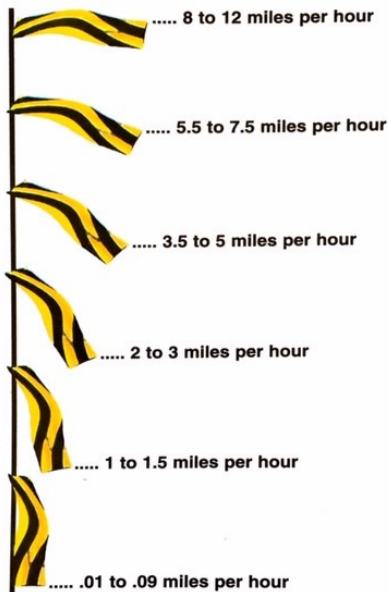 ..... 8 to 12 miles per hour
..... 5.5 to 7.5 miles per hour
..... 3.5 to 5 miles per hour
..... 2 to 3 miles per hour
..... 1 to 1.5 miles per hour
..... .01 to .09 miles per hour